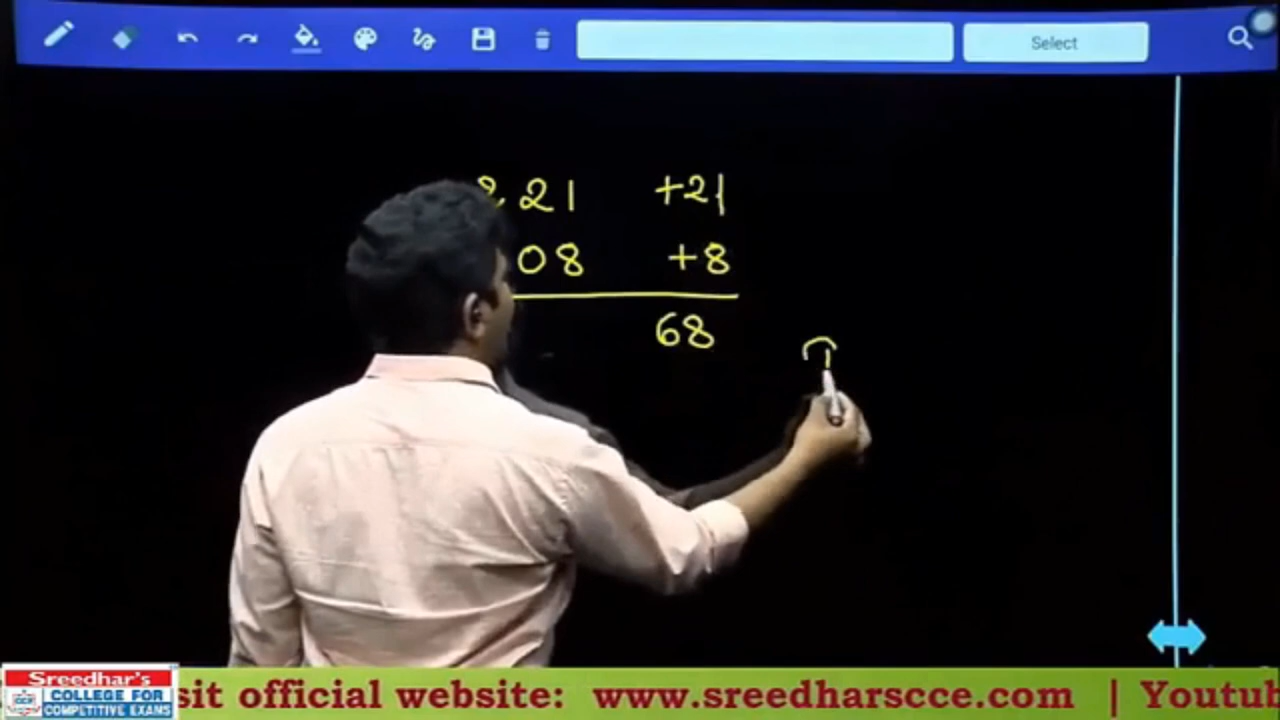 Select
221 +21
08 +8
68
Sreedhar's
COLLEGE FOR
COMPETITIVE EXAMS
sit official website: www.sreedharscce.com | Youtub